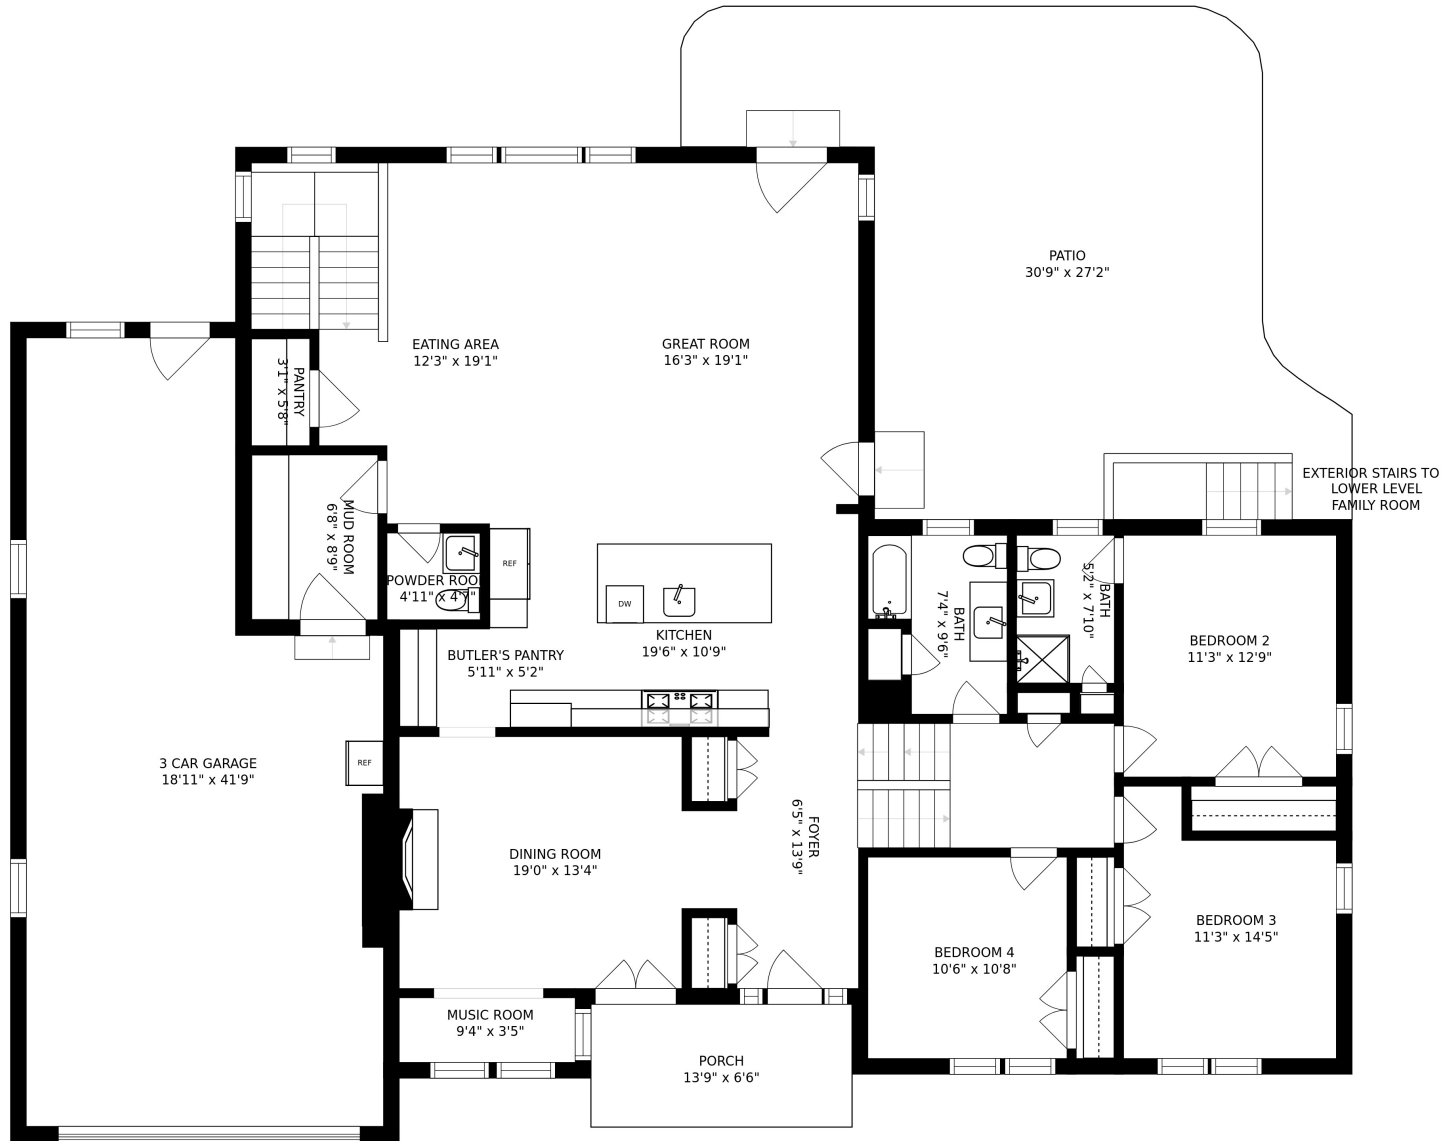 PATIO
30'9" x 27'2"
EATING AREA
12'3" x 19'1"
GREAT ROOM
16'3" x 19'1"
PANTRY
3'1" x 5'8"
EXTERIOR STAIRS TO
LOWER LEVEL
FAMILY ROOM
MUD ROOM
6'8" x 8'9"
POWDER ROO
4'11" x 4'7"
REF
DW
KITCHEN
19'6" x 10'9"
BUTLER'S PANTRY
5'11" x 5'2"
BATH
7'4" x 9'6"
BATH
5'2" x 7'10"
BEDROOM 2
11'3" x 12'9"
3 CAR GARAGE
18'11" x 41'9"
REF
DINING ROOM
19'0" x 13'4"
FOYER
6'5" x 13'9"
BEDROOM 3
11'3" x 14'5"
BEDROOM 4
10'6" x 10'8"
MUSIC ROOM
9'4" x 3'5"
PORCH
13'9" x 6'6"